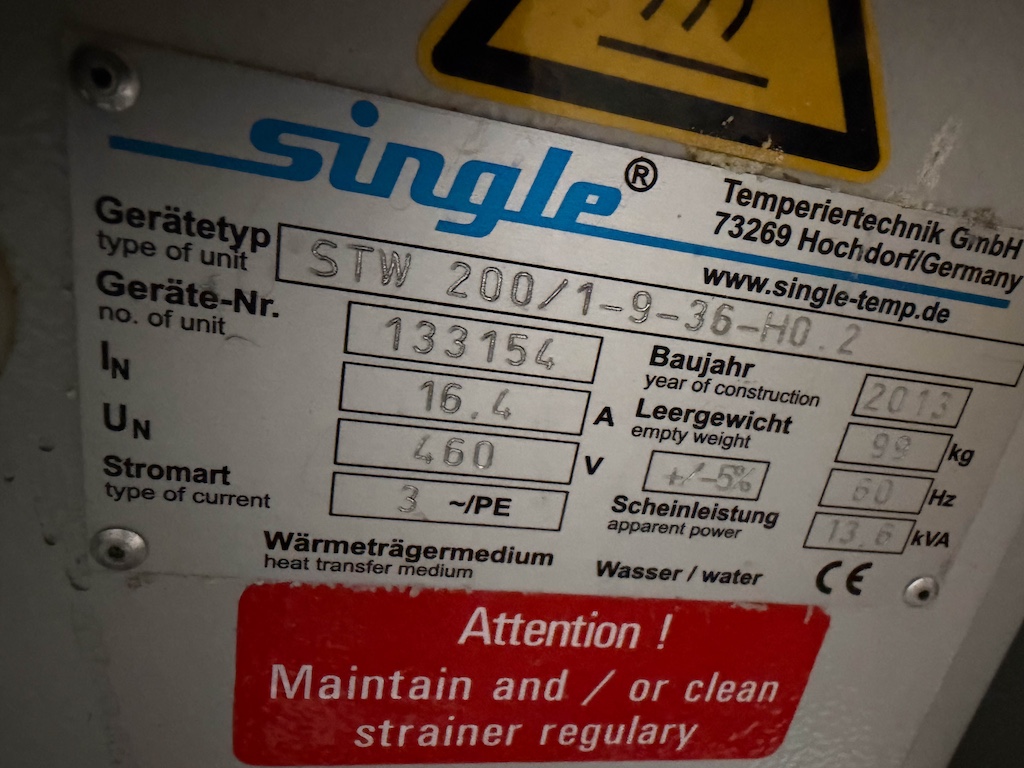 single®
Temperiertechnik GmbH
73269 Hochdorf/Germany
www.single-temp.de
Gerätetyp
type of unit
STW 200/1-9-36-H0.2
Geräte-Nr.
no. of unit
133154
IN
16.4 A
UN
460 V
Stromart
type of current
3 ~/PE
Baujahr
year of construction
2013
Leergewicht
empty weight
99 kg
+/-5%
60 Hz
Scheinleistung
apparent power
13.6 kVA
Wärmeträgermedium
heat transfer medium
Wasser / water
CE
Attention !
Maintain and / or clean
strainer regulary